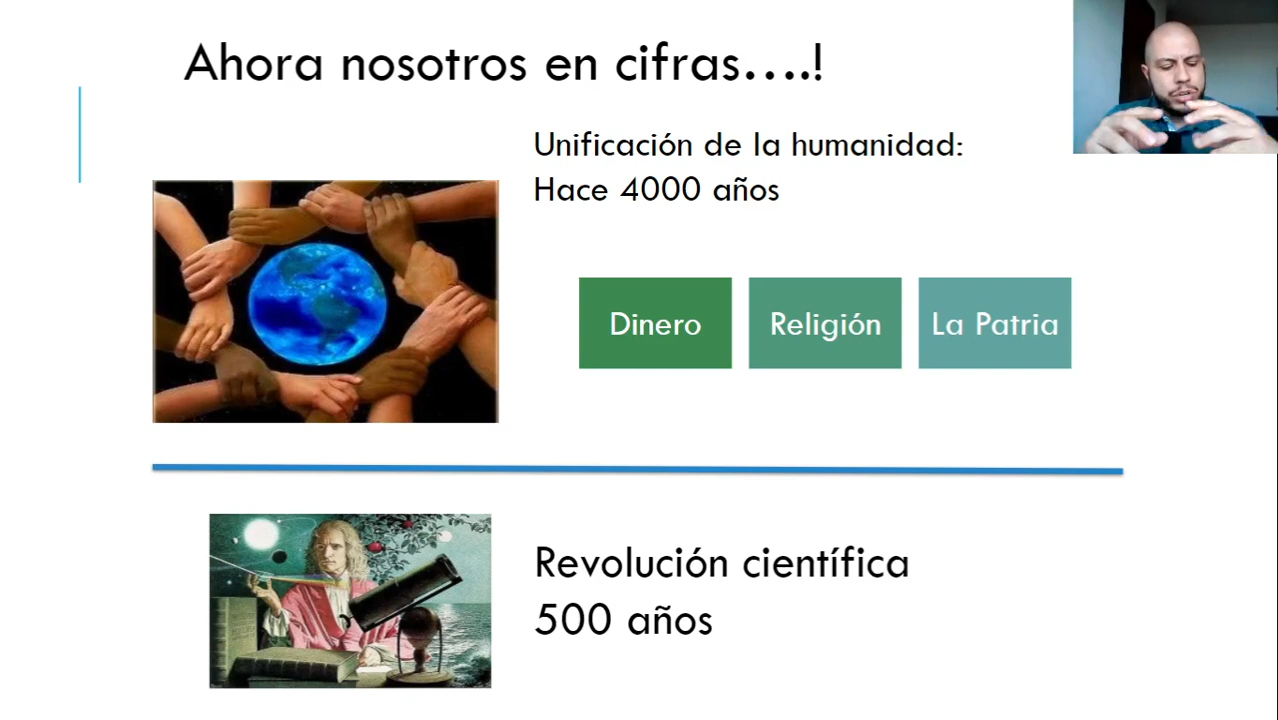 Ahora nosotros en cifras....!
Unificación de la humanidad:
Hace 4000 años
Dinero
Religión
La Patria
Revolución científica
500 años